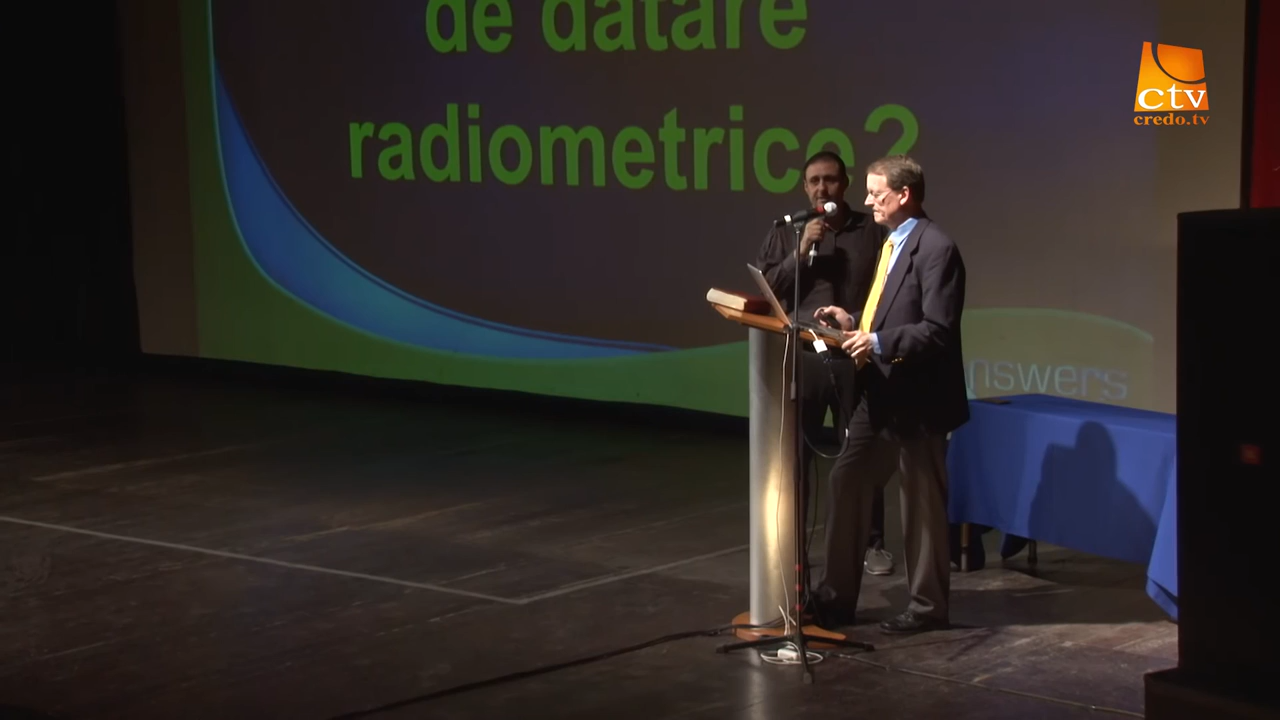 de datare
radiometrice?
ctv
credo.tv
nswers